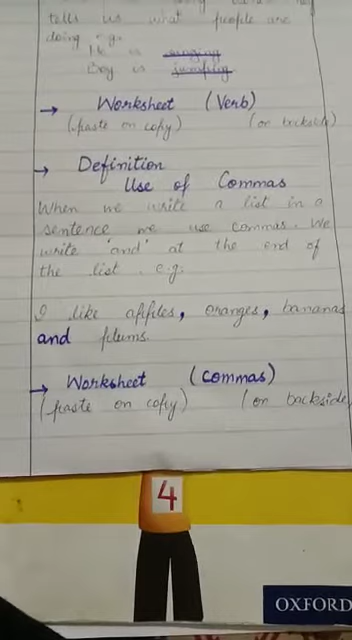 tells us what people are
doing e.g.
He is singing
Boy is jumping
→ Worksheet (Verb)
(paste on copy) (on backside)
→ Definition
Use of Commas
When we write a list in a
sentence we use commas. We
write 'and' at the end of
the list. e.g.
I like apples, oranges, bananas
and plums.
→ Worksheet (Commas)
(paste on copy) (on backside
4
OXFORD